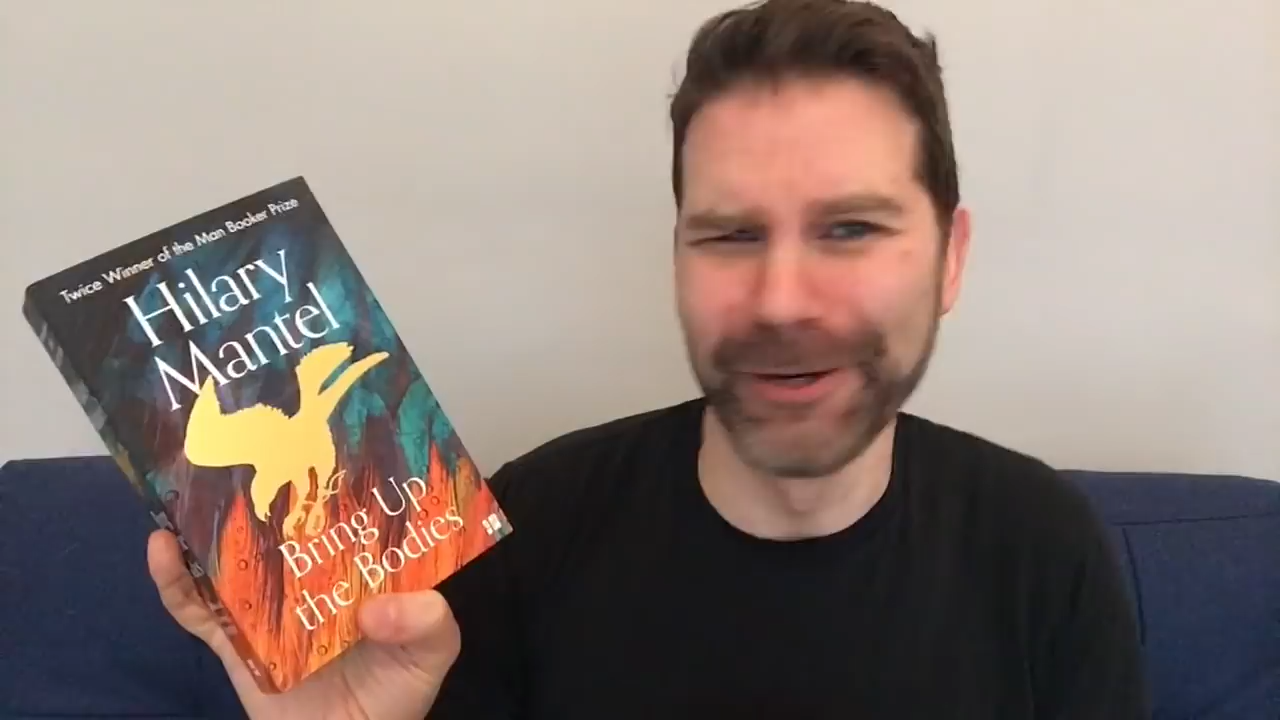 Twice Winner of the Man Booker Prize
Hilary
Mantel
Bring Up
the Bodies